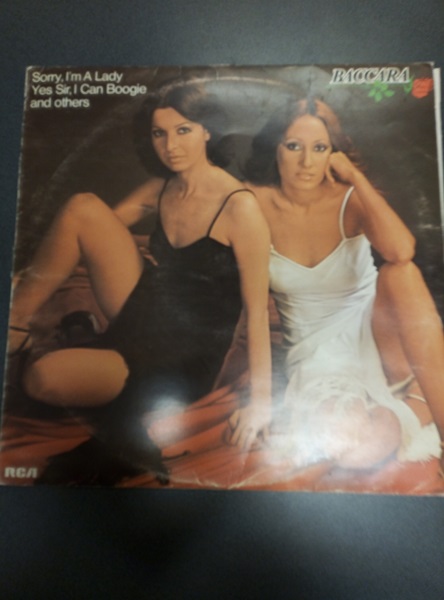 Sorry, I'm A Lady
Yes Sir, I Can Boogie
and others
BACCARA
RCA